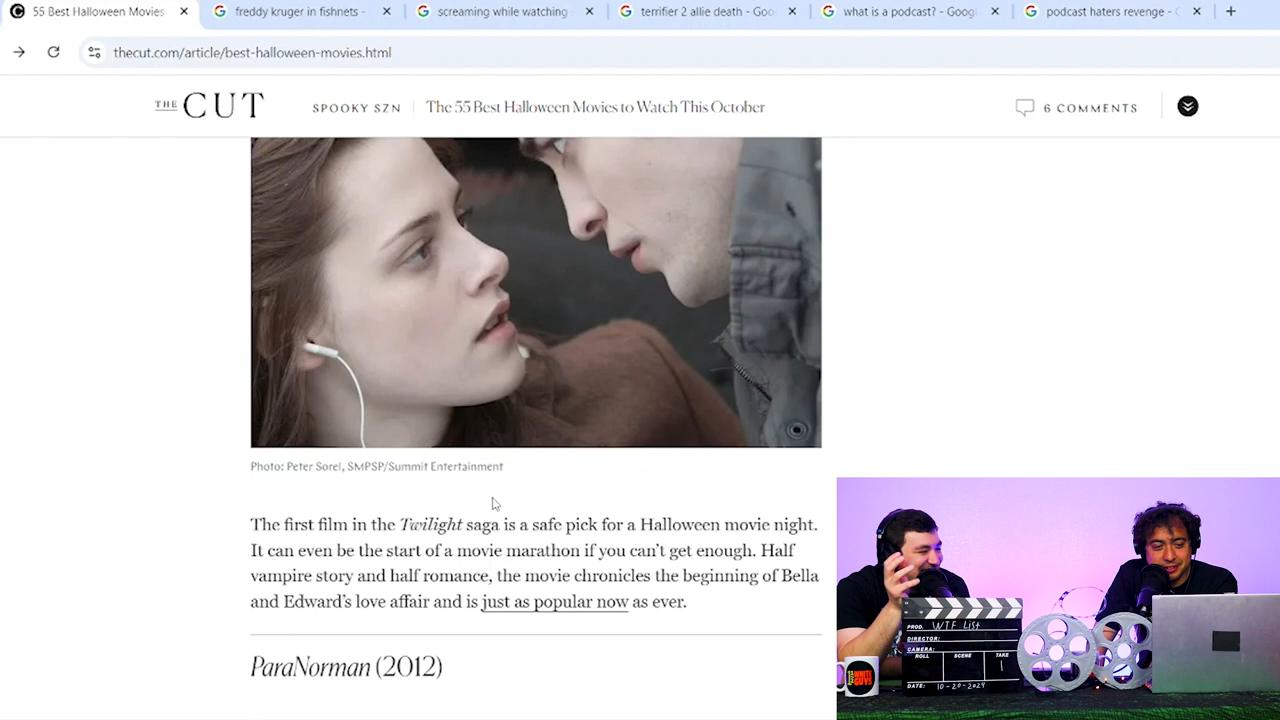 55 Best Halloween Movies
freddy kruger in fishnets -
screaming while watching
terrifier 2 allie death - Goo
what is a podcast? - Googl
podcast haters revenge - G
thecut.com/article/best-halloween-movies.html
THE CUT
SPOOKY SZN
The 55 Best Halloween Movies to Watch This October
6 COMMENTS
Photo: Peter Sorel, SMPSP/Summit Entertainment
The first film in the Twilight saga is a safe pick for a Halloween movie night.
It can even be the start of a movie marathon if you can't get enough. Half
vampire story and half romance, the movie chronicles the beginning of Bella
and Edward's love affair and is just as popular now as ever.
ParaNorman (2012)
PROD. WTF List
DIRECTOR:
CAMERA:
ROLL SCENE TAKE
1
DATE: 10-20-2024
WHITE
GUYS